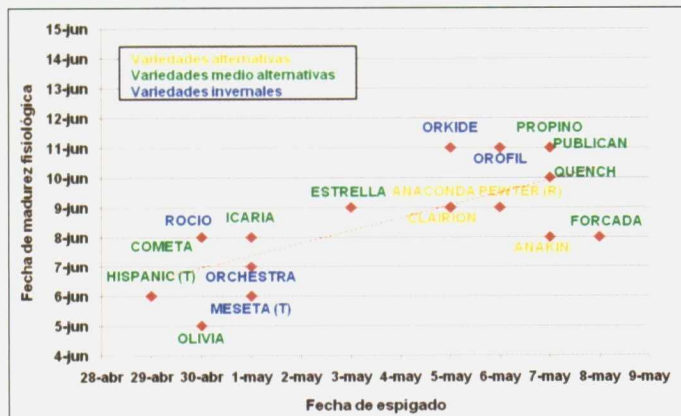 15-jun
14-jun
13-jun
12-jun
11-jun
10-jun
9-jun
8-jun
7-jun
6-jun
5-jun
4-jun
Fecha de madurez fisiológica
Variedades alternativas
Variedades medio alternativas
Variedades invernales
ORKIDE
PROPINO
PUBLICAN
OROFIL
QUENCH
ESTRELLA
ANACONDA PEWTER (R)
CLAIRION
ROCIO
ICARIA
FORCADA
COMETA
ANAKIN
HISPANIC (T)
ORCHESTRA
MESETA (T)
OLIVIA
28-abr 29-abr 30-abr 1-may 2-may 3-may 4-may 5-may 6-may 7-may 8-may 9-may
Fecha de espigado